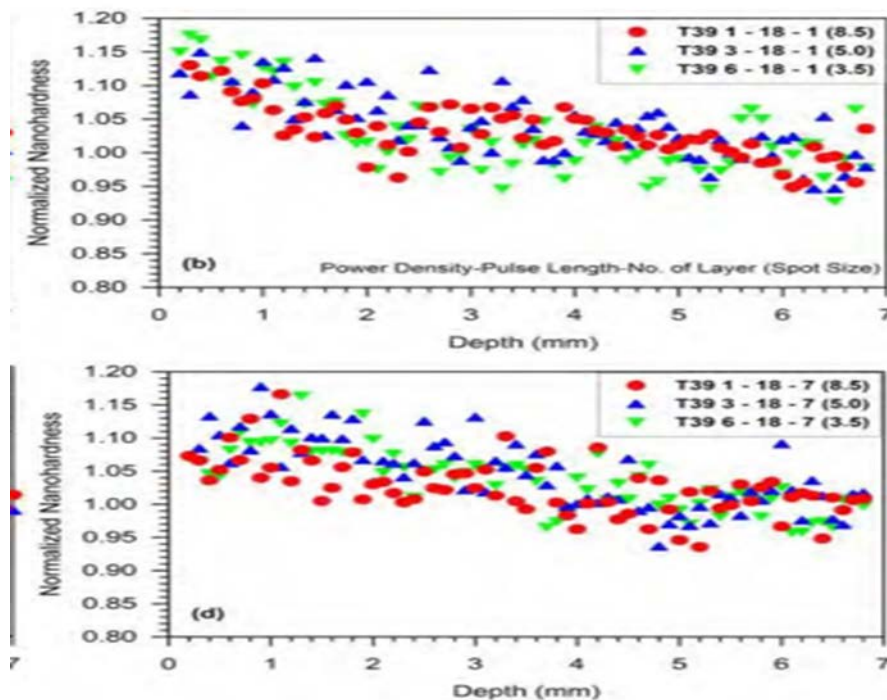 1.20
T39 1 - 18 - 1 (8.5)
1.15
T39 3 - 18 - 1 (5.0)
T39 6 - 18 - 1 (3.5)
1.10
1.05
1.00
0.95
0.90
0.85
0.80
Normalized Nanohardness
(b)
Power Density-Pulse Length-No. of Layer (Spot Size)
0 1 2 3 4 5 6 7
Depth (mm)
1.20
T39 1 - 18 - 7 (8.5)
1.15
T39 3 - 18 - 7 (5.0)
T39 6 - 18 - 7 (3.5)
1.10
1.05
1.00
0.95
0.90
0.85
0.80
Normalized Nanohardness
(d)
7
0 1 2 3 4 5 6 7
Depth (mm)